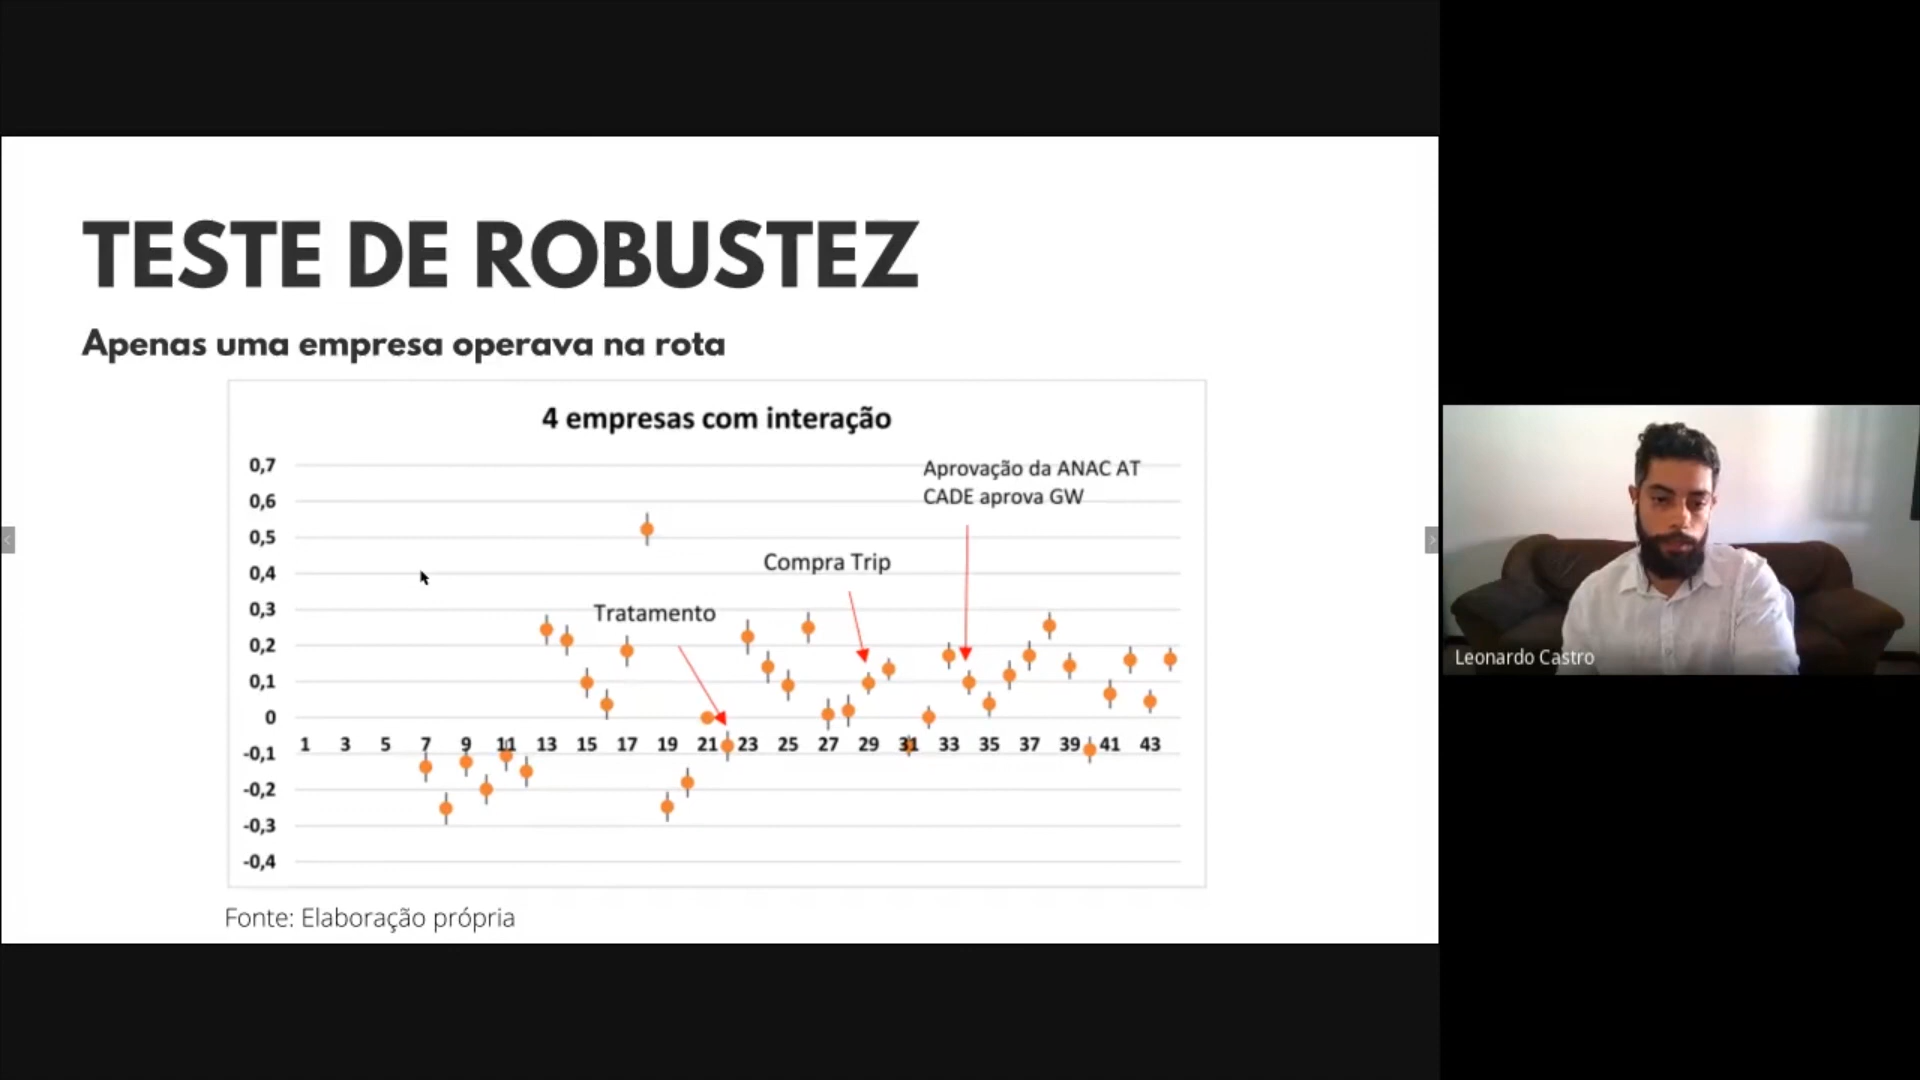 TESTE DE ROBUSTEZ
Apenas uma empresa operava na rota
4 empresas com interação
0,7
0,6
0,5
0,4
0,3
0,2
0,1
0
-0,1
-0,2
-0,3
-0,4
Aprovação da ANAC AT
CADE aprova GW
Compra Trip
Tratamento
1 3 5 7 9 11 13 15 17 19 21 23 25 27 29 31 33 35 37 39 41 43
Fonte: Elaboração própria
Leonardo Castro